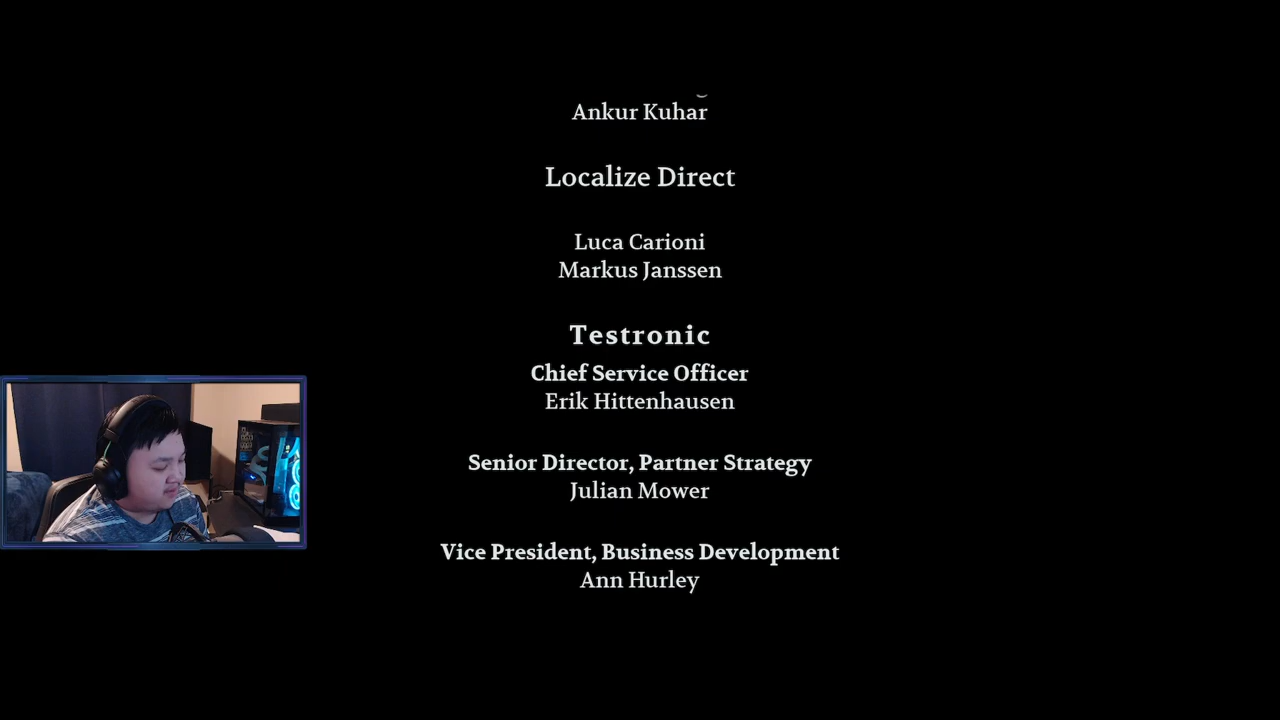 Ankur Kuhar
Localize Direct
Luca Carioni
Markus Janssen
Testronic
Chief Service Officer
Erik Hittenhausen
Senior Director, Partner Strategy
Julian Mower
Vice President, Business Development
Ann Hurley